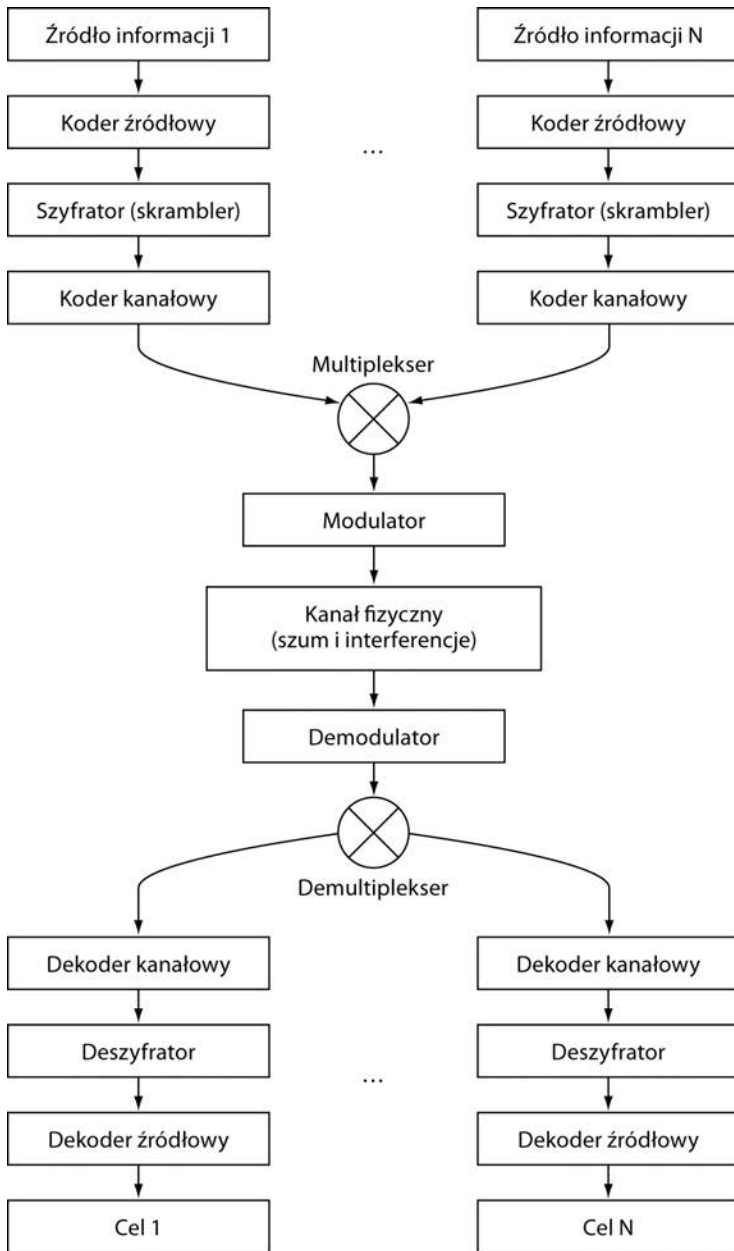 Źródło informacji 1
Źródło informacji N
Koder źródłowy
Koder źródłowy
...
Szyfrator (skrambler)
Szyfrator (skrambler)
Koder kanałowy
Koder kanałowy
Multiplekser
Modulator
Kanał fizyczny
(szum i interferencje)
Demodulator
Demultiplekser
Dekoder kanałowy
Dekoder kanałowy
Deszyfrator
Deszyfrator
...
Dekoder źródłowy
Dekoder źródłowy
Cel 1
Cel N